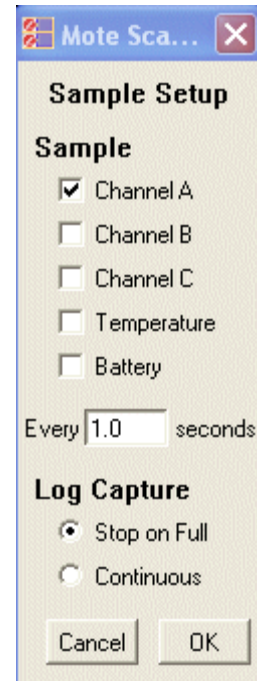 Mote Sca...
Sample Setup
Sample
Channel A
Channel B
Channel C
Temperature
Battery
Every 1.0 seconds
Log Capture
Stop on Full
Continuous
Cancel OK